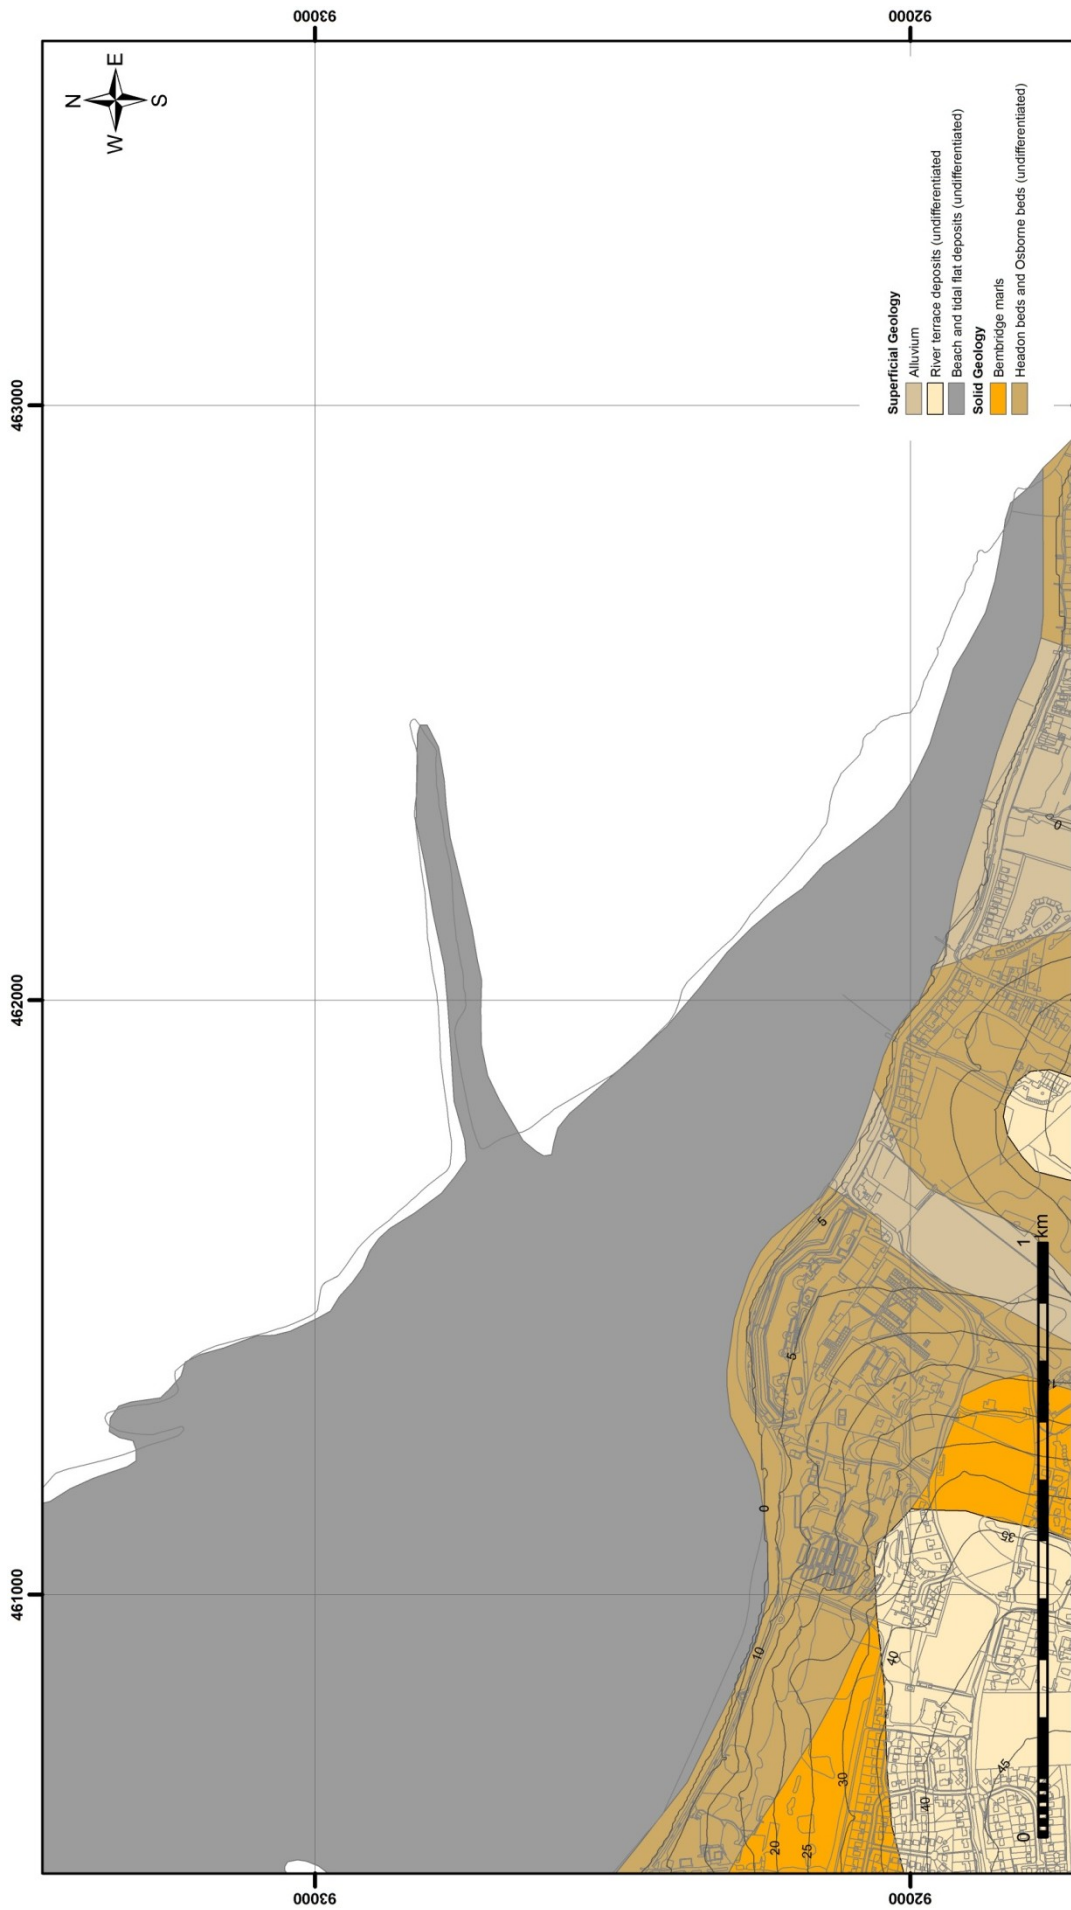 461000
462000
463000
93000
93000
92000
92000
N
W
E
S
Superficial Geology
Alluvium
River terrace deposits (undifferentiated
Beach and tidal flat deposits (undifferentiated)
Solid Geology
Bembridge marls
Headon beds and Osborne beds (undifferentiated)
0
10
5
5
0
20
25
30
40
40
35
45
0
1
km